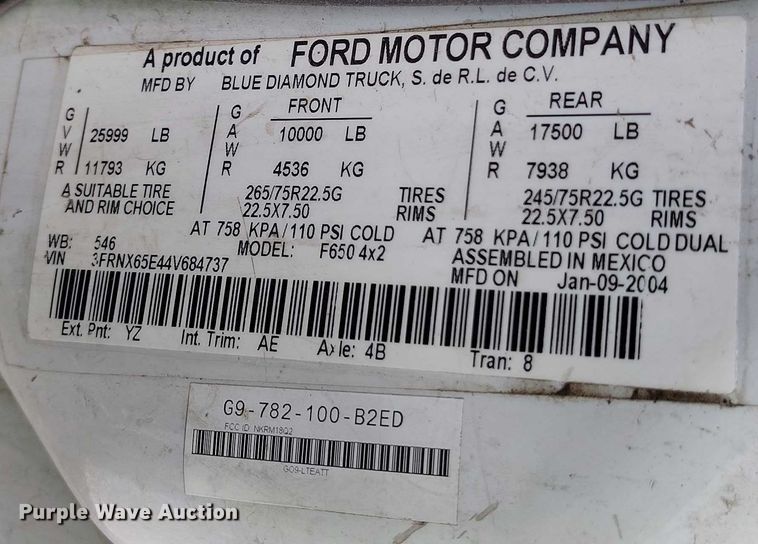 A product of FORD MOTOR COMPANY
MFD BY BLUE DIAMOND TRUCK, S. de R.L. de C.V.
GVWR 25999 LB 11793 KG
FRONT GAWR 10000 LB 4536 KG
REAR GAWR 17500 LB 7938 KG
A SUITABLE TIRE AND RIM CHOICE
265/75R22.5G TIRES 245/75R22.5G TIRES
22.5X7.50 RIMS 22.5X7.50 RIMS
AT 758 KPA/110 PSI COLD AT 758 KPA/110 PSI COLD DUAL
WB: 546 MODEL: F650 4x2 ASSEMBLED IN MEXICO
VIN 3FRNX65E44V684737 MFD ON Jan-09-2004
Ext. Pnt: YZ Int. Trim: AE Axle: 4B Tran: 8
G9-782-100-B2ED
FCC ID: NKRM18Q2
GO9-LTEATT
Purple Wave Auction